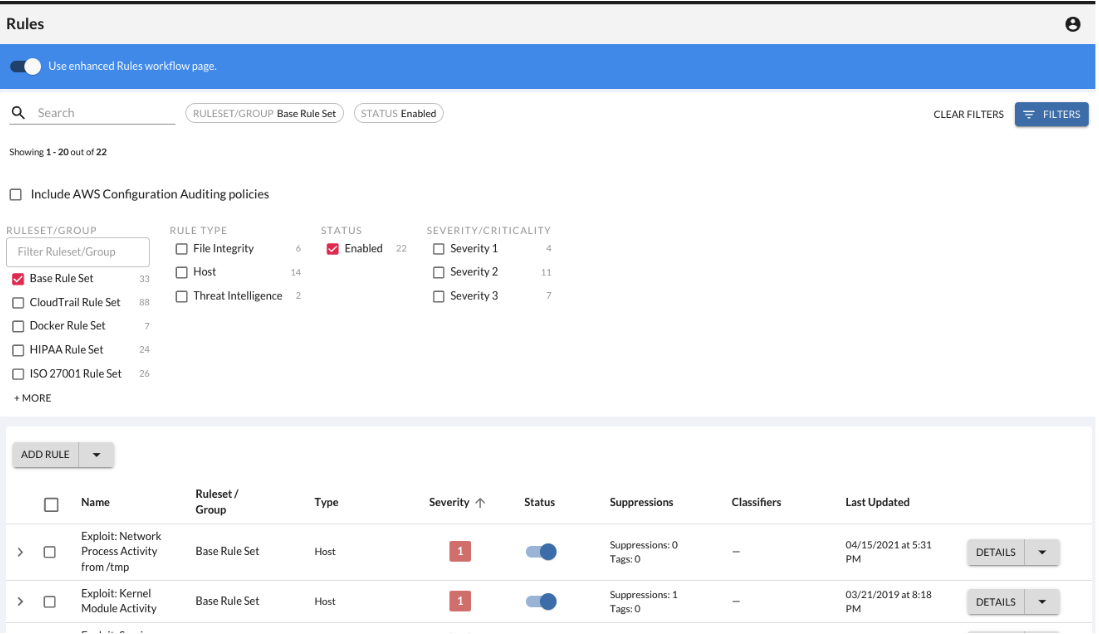 Rules
Use enhanced Rules workflow page.
Search
RULESET/GROUP Base Rule Set
STATUS Enabled
CLEAR FILTERS
FILTERS
Showing 1 - 20 out of 22
Include AWS Configuration Auditing policies
RULESET/GROUP
Filter Ruleset/Group
Base Rule Set 33
CloudTrail Rule Set 88
Docker Rule Set 7
HIPAA Rule Set 24
ISO 27001 Rule Set 26
+ MORE
RULE TYPE
File Integrity 6
Host 14
Threat Intelligence 2
STATUS
Enabled 22
SEVERITY/CRITICALITY
Severity 1 4
Severity 2 11
Severity 3 7
ADD RULE
Name
Ruleset /
Group
Type
Severity
Status
Suppressions
Classifiers
Last Updated
Exploit: Network
Process Activity
from /tmp
Base Rule Set
Host
1
Suppressions: 0
Tags: 0
—
04/15/2021 at 5:31
PM
DETAILS
Exploit: Kernel
Module Activity
Base Rule Set
Host
1
Suppressions: 1
Tags: 0
—
03/21/2019 at 8:18
PM
DETAILS